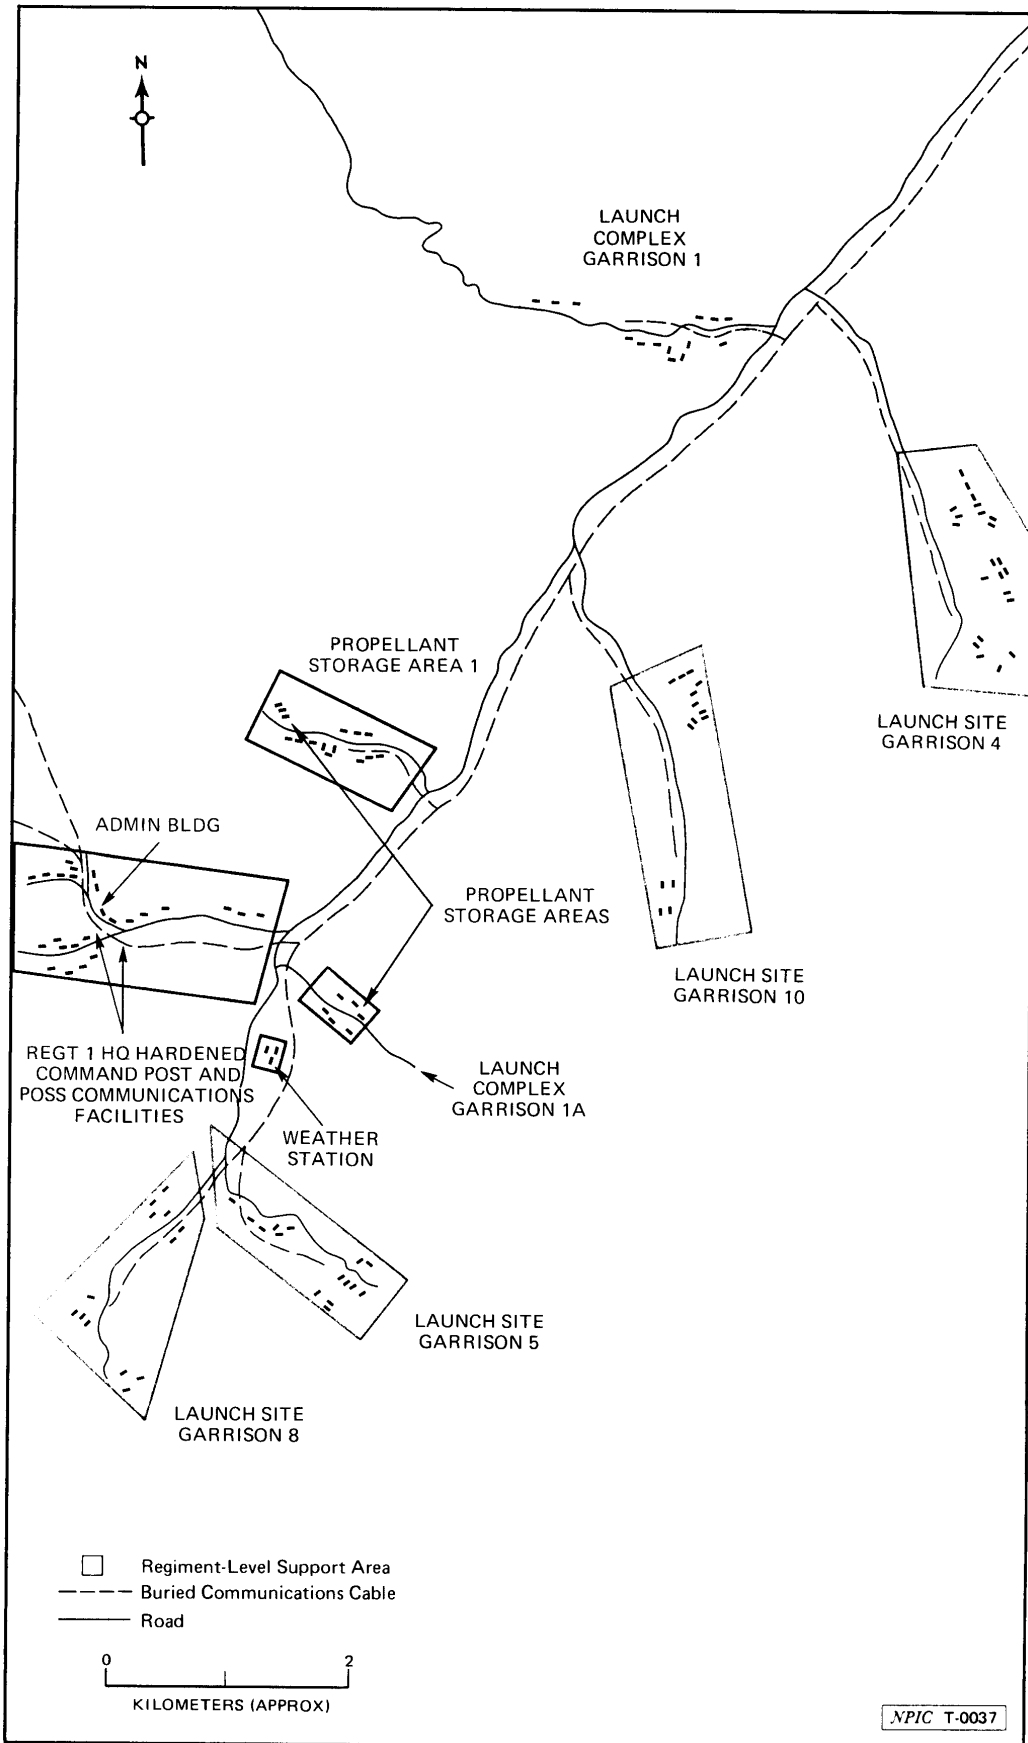 N
LAUNCH
COMPLEX
GARRISON 1
PROPELLANT
STORAGE AREA 1
LAUNCH SITE
GARRISON 4
ADMIN BLDG
PROPELLANT
STORAGE AREAS
LAUNCH SITE
GARRISON 10
REGT 1 HQ HARDENED
COMMAND POST AND
POSS COMMUNICATIONS
FACILITIES
LAUNCH
COMPLEX
GARRISON 1A
WEATHER
STATION
LAUNCH SITE
GARRISON 5
LAUNCH SITE
GARRISON 8
Regiment-Level Support Area
Buried Communications Cable
Road
0 2
KILOMETERS (APPROX)
NPIC T-0037